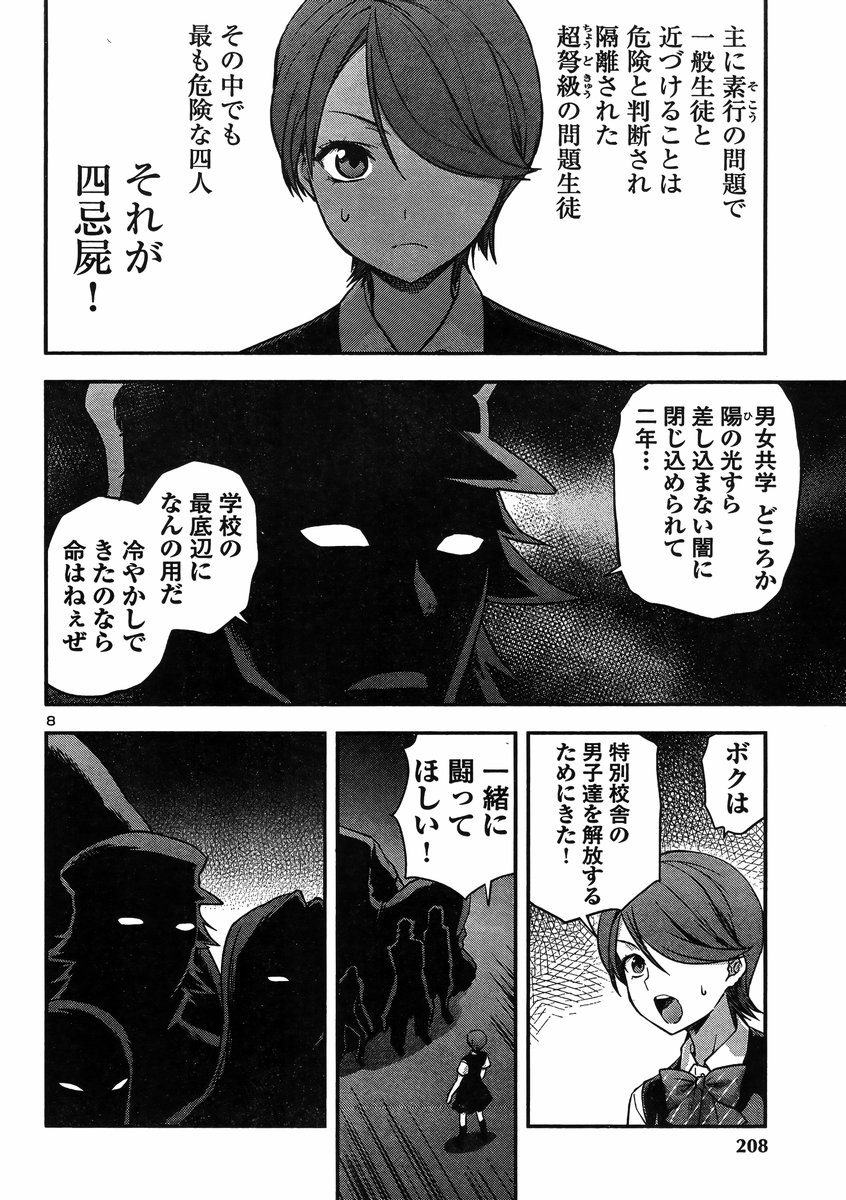 主に素行の問題で
一般生徒と
近づけることは
危険と判断され
隔離された
超弩級の問題生徒
その中でも
最も危険な四人
それが
四忌屍！
男女共学どころか
陽の光すら
差し込まない闇に
閉じ込められて
二年…
学校の
最底辺に
なんの用だ
冷やかしで
きたのなら
命はねぇぜ
8
ボクは
特別校舎の
男子達を解放する
ためにきた！
一緒に
闘って
ほしい！
208